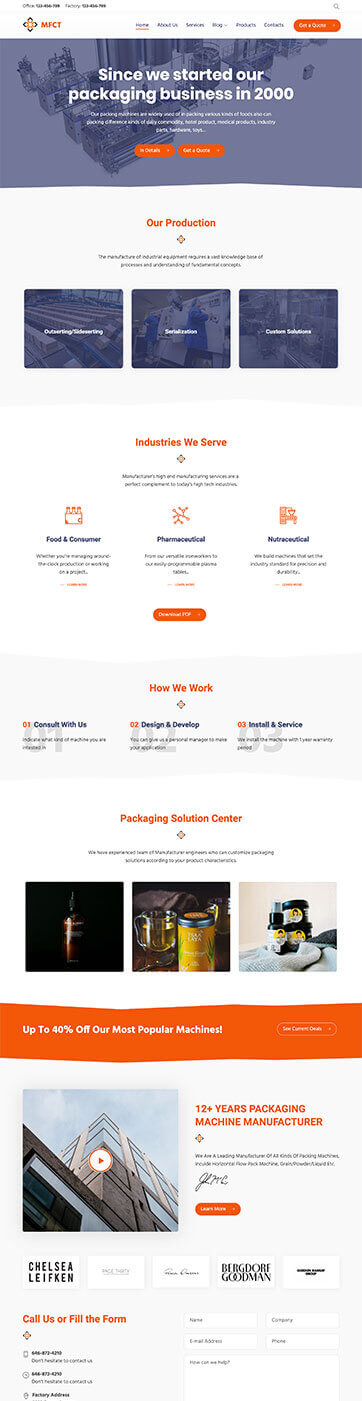 Office: 123-456-789 Factory: 123-456-789
MFCT
Home About Us Services Blog Products Contacts Get a Quote
Since we started our
packaging business in 2000
Our packing machines are widely used of in packing various kinds of foods also can
packing difference kinds of daily commodity, hotel product, medical products, industry
parts, hardware, toys...
In Details Get a Quote
Our Production
The manufacture of industrial equipment requires a vast knowledge base of
processes and understanding of fundamental concepts.
Outserting/Sideserting Serialization Custom Solutions
Industries We Serve
Manufacturer's high end manufacturing services are a
perfect complement to today's high tech industries.
Food & Consumer Pharmaceutical Nutraceutical
Whether you're managing around-
the-clock production or working
on a project...
From our versatile ironworkers to
our easily programmable plasma
tables...
We build machines that set the
industry standard for precision and
durability...
LEARN MORE LEARN MORE LEARN MORE
Download PDF
How We Work
01
01 Consult With Us
Indicate what kind of machine you are
intested in
02
02 Design & Develop
You can give us a personal manager to make
your application
03
03 Install & Service
We install the machine with 1 year warranty
period
Packaging Solution Center
We have experienced team of Manufacturer engineers who can customize packaging
solutions according to your product characteristics.
Up To 40% Off Our Most Popular Machines!
See Current Deals
12+ YEARS PACKAGING
MACHINE MANUFACTURER
We Are A Leading Manufacturer Of All Kinds Of Packing Machines,
Incude Horizontal Flow Pack Machine, Grain/Powder/Liquid Etc.
Learn More
CHELSEA
LEIFKEN
BERGDORF
GOODMAN
GROUP
Call Us or Fill the Form
646-872-4210
Don't hesitate to contact us
646-872-4210
Don't hesitate to contact us
Factory Address
Name Company
E-mail Address Phone
How can we help?